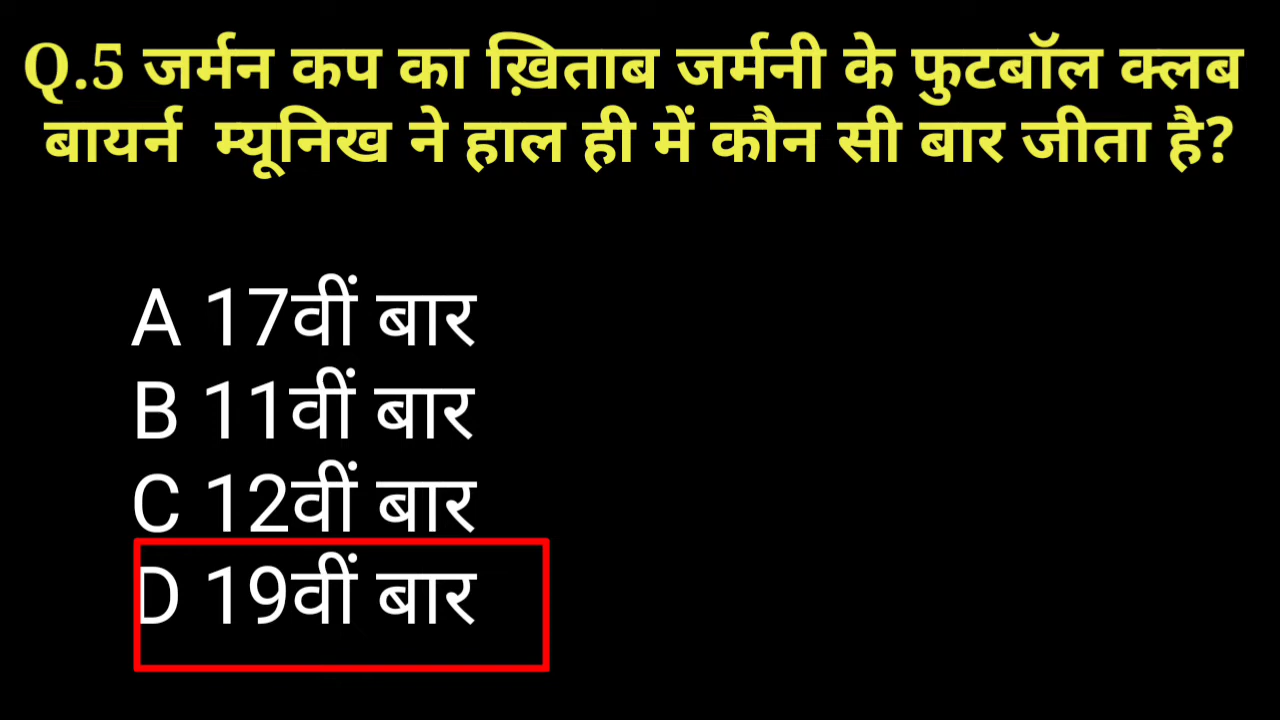 Q.5 जर्मन कप का ख़िताब जर्मनी के फुटबॉल क्लब
बायर्न म्यूनिख ने हाल ही में कौन सी बार जीता है?
A 17वीं बार
B 11वीं बार
C 12वीं बार
D 19वीं बार